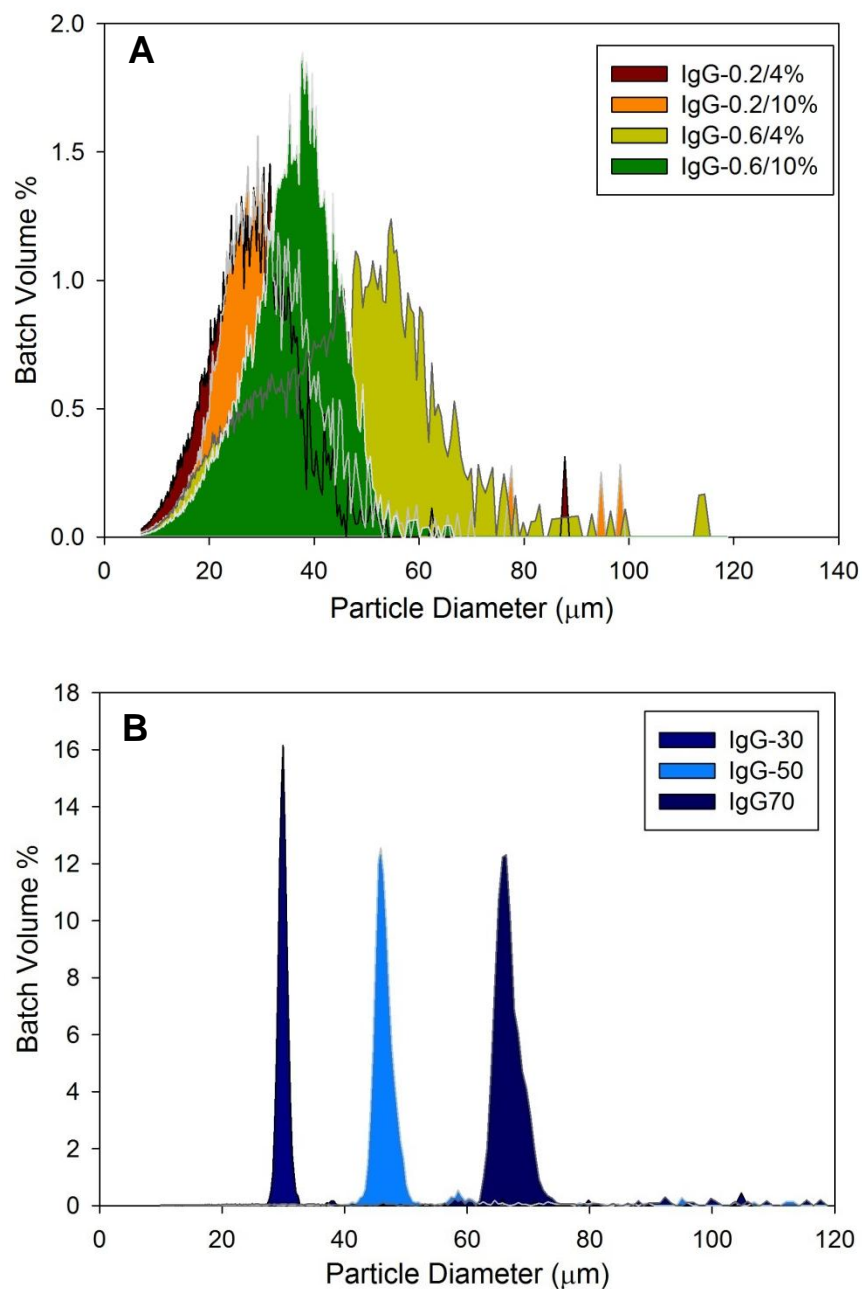 A
IgG-0.2/4%
IgG-0.2/10%
IgG-0.6/4%
IgG-0.6/10%
Batch Volume %
2.0
1.5
1.0
0.5
0.0
0 20 40 60 80 100 120 140
Particle Diameter (μm)
B
IgG-30
IgG-50
IgG70
Batch Volume %
18
16
14
12
10
8
6
4
2
0
0 20 40 60 80 100 120
Particle Diameter (μm)